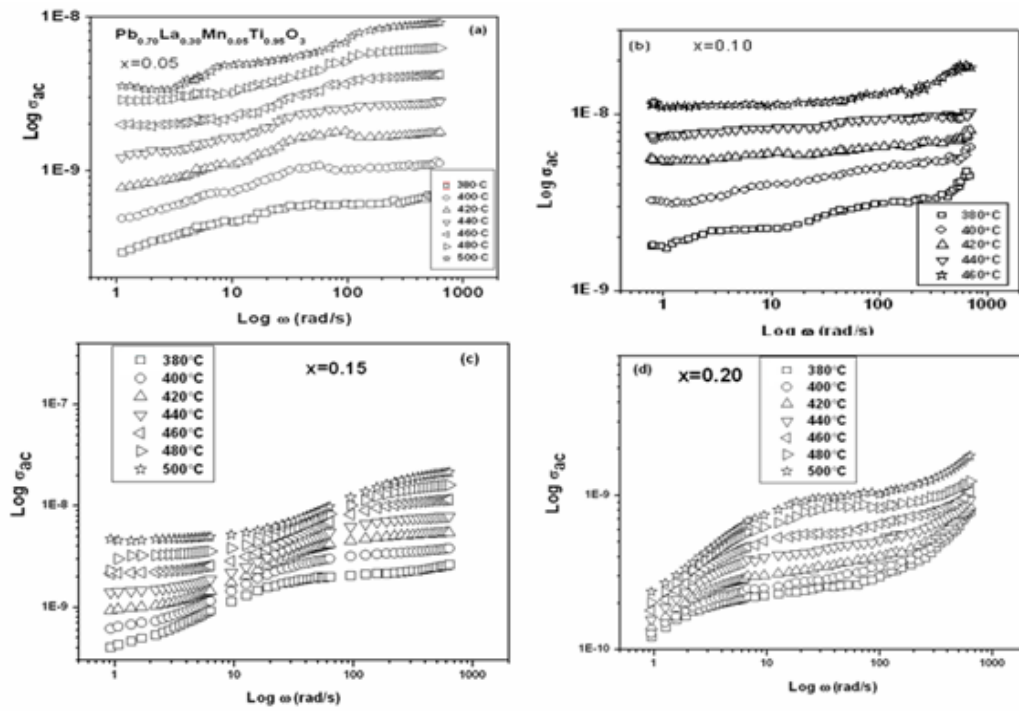 1E-8
Pb0.70La0.30Mn0.05Ti0.95O3
(a)
x=0.05
Log σac
1E-9
380·C
400·C
420·C
440·C
460·C
480·C
500·C
1 10 100 1000
Log ω (rad/s)
(b)
x=0.10
1E-8
Log σac
1E-9
380°C
400°C
420°C
440°C
460°C
1 10 100 1000
Log ω (rad/s)
(c)
x=0.15
380°C
400°C
420°C
440°C
460°C
480°C
500°C
1E-7
Log σac
1E-8
1E-9
1 10 100 1000
Log ω (rad/s)
(d)
x=0.20
380°C
400°C
420°C
440°C
460°C
480°C
500°C
Log σac
1E-9
1E-10
1 10 100 1000
Log ω (rad/s)